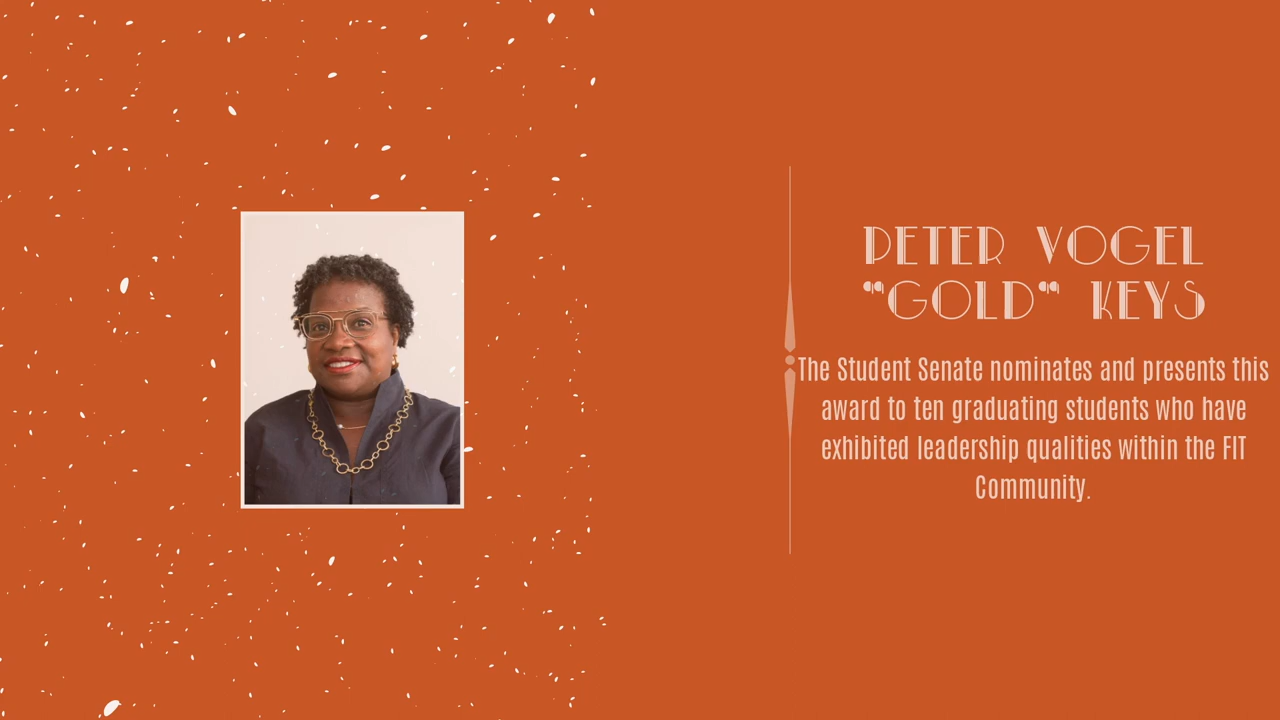 PETER VOGEL
"GOLD" KEYS
The Student Senate nominates and presents this
award to ten graduating students who have
exhibited leadership qualities within the FIT
Community.